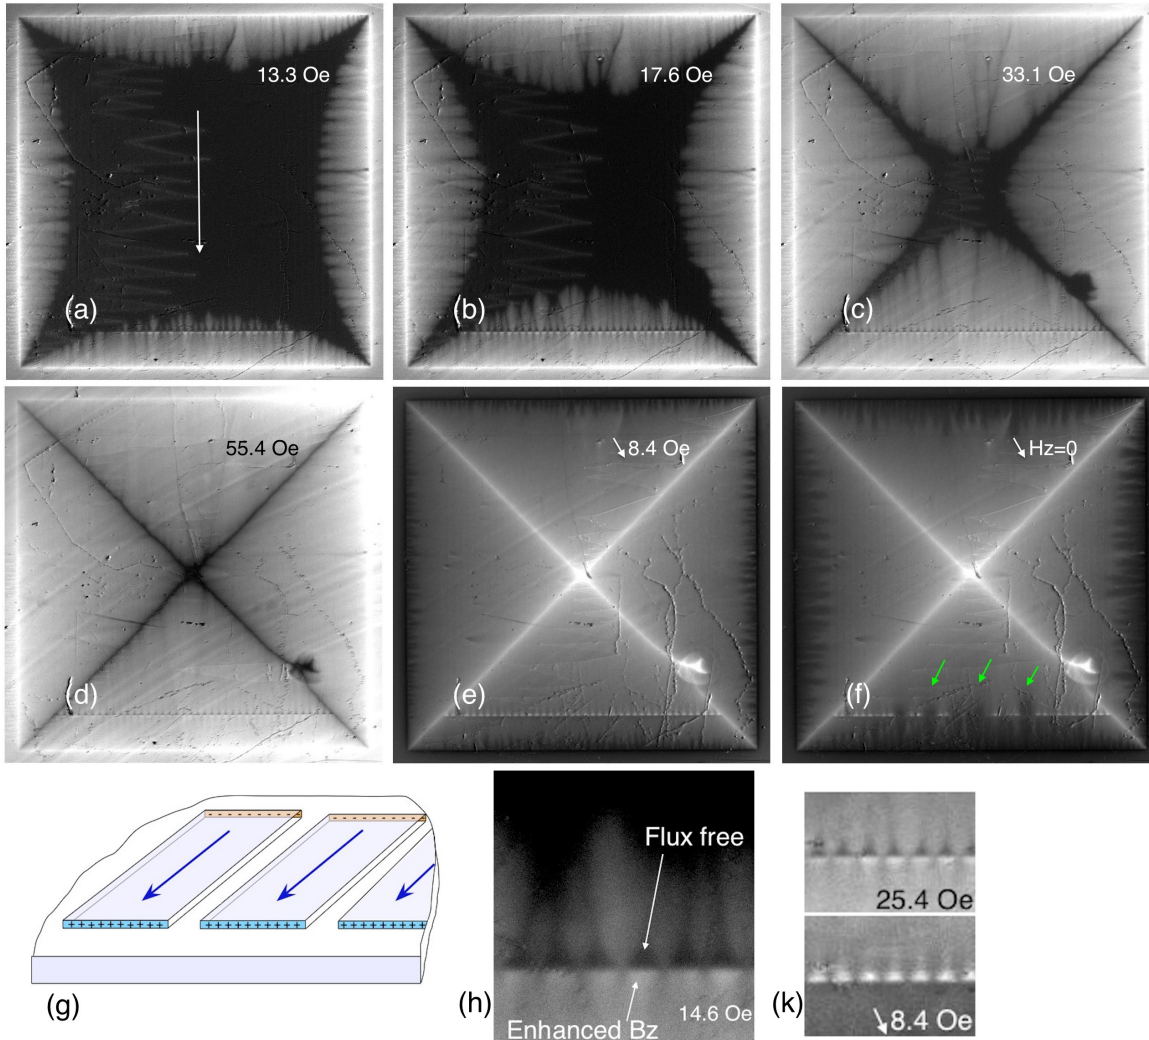 13.3 Oe
(a)
17.6 Oe
(b)
33.1 Oe
(c)
55.4 Oe
(d)
8.4 Oe
(e)
Hz=0
(f)
- - - - - - - - -
- - - - - - - - -
+++++++++++
+++++++++++
++++++++
(g)
Flux free
Enhanced Bz
14.6 Oe
(h)
25.4 Oe
8.4 Oe
(k)